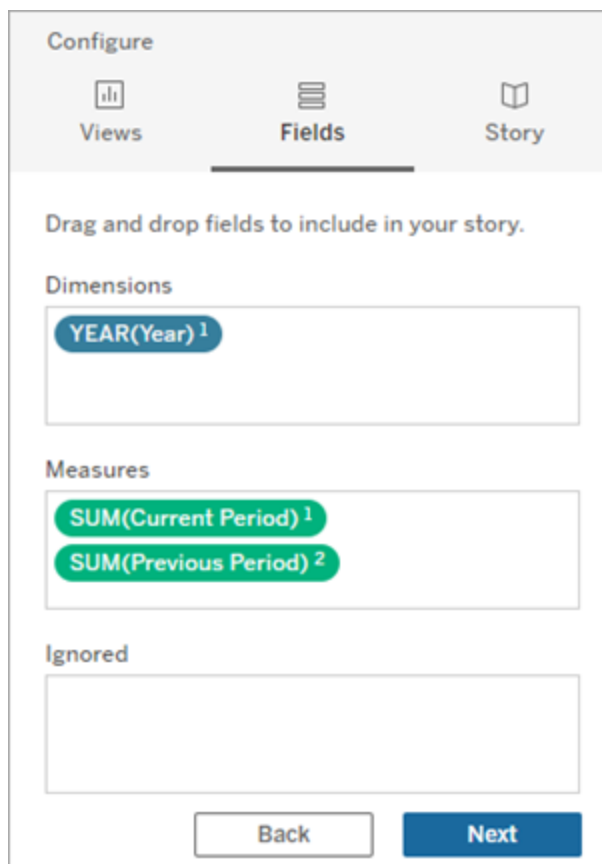 Configure
Views Fields Story
Drag and drop fields to include in your story.
Dimensions
YEAR(Year) 1
Measures
SUM(Current Period) 1
SUM(Previous Period) 2
Ignored
Back Next